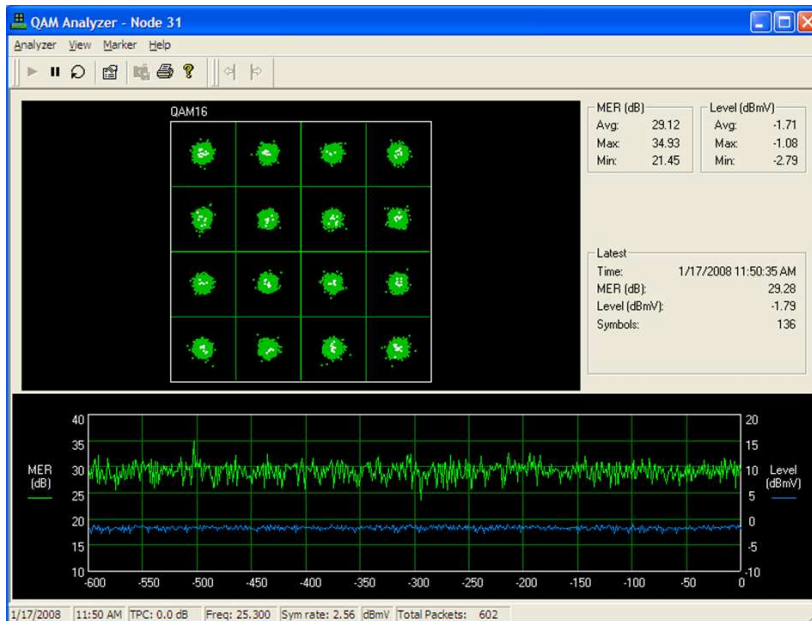 QAM Analyzer - Node 31
Analyzer View Marker Help
QAM16
MER (dB)
Avg: 29.12
Max: 34.93
Min: 21.45
Level (dBmV)
Avg: -1.71
Max: -1.08
Min: -2.79
Latest
Time: 1/17/2008 11:50:35 AM
MER (dB): 29.28
Level (dBmV): -1.79
Symbols: 136
40
35
30
25
20
15
10
MER
(dB)
20
15
10
5
0
-5
-10
Level
(dBmV)
-600 -550 -500 -450 -400 -350 -300 -250 -200 -150 -100 -50 0
1/17/2008 11:50 AM TPC: 0.0 dB Freq: 25.300 Sym rate: 2.56 dBmV Total Packets: 602